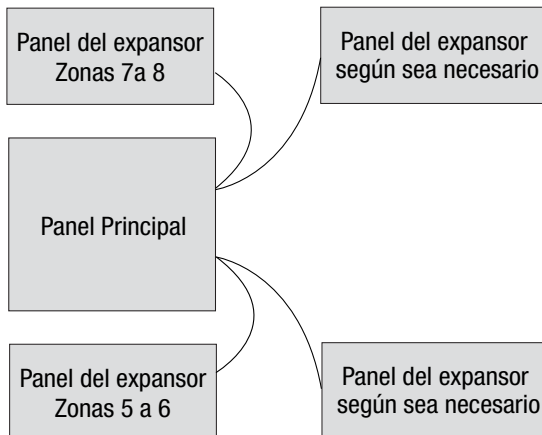 Panel del expansor
Zonas 7a 8
Panel del expansor
según sea necesario
Panel Principal
Panel del expansor
Zonas 5 a 6
Panel del expansor
según sea necesario